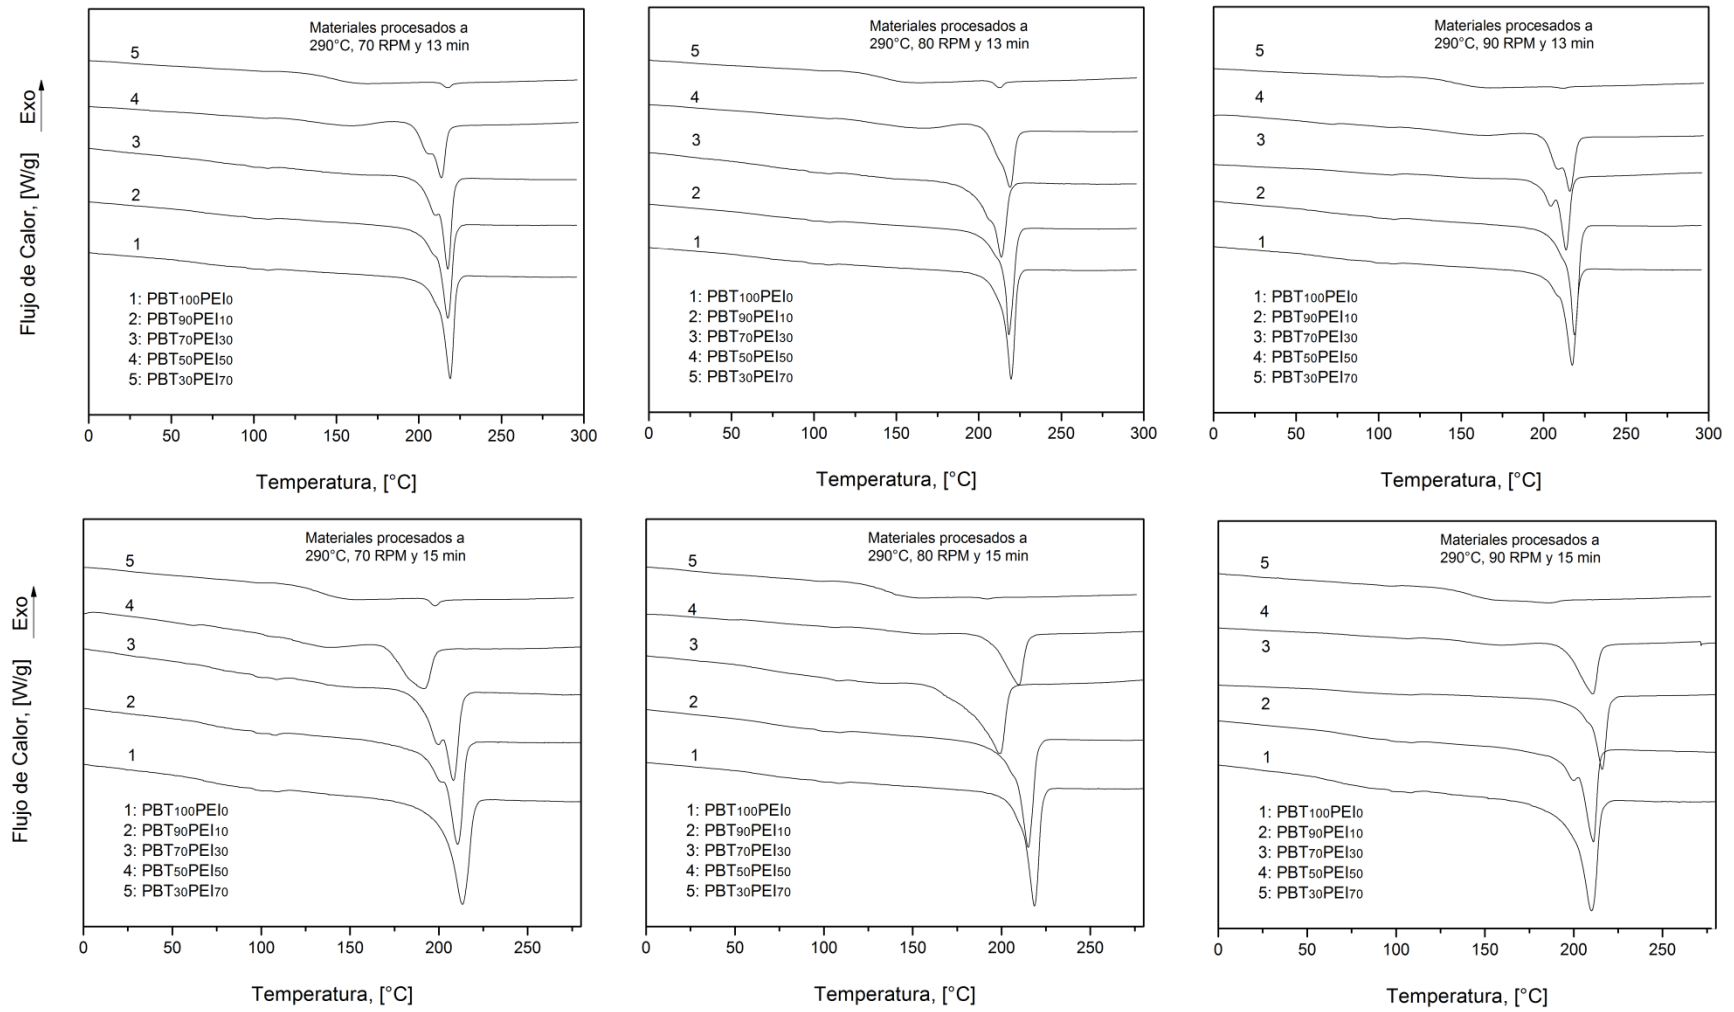 Materiales procesados a
290°C, 70 RPM y 13 min
5
4
3
2
1
1: PBT100PEI0
2: PBT90PEI10
3: PBT70PEI30
4: PBT50PEI50
5: PBT30PEI70
0 50 100 150 200 250 300
Temperatura, [°C]
Flujo de Calor, [W/g] Exo
Materiales procesados a
290°C, 80 RPM y 13 min
5
4
3
2
1
1: PBT100PEI0
2: PBT90PEI10
3: PBT70PEI30
4: PBT50PEI50
5: PBT30PEI70
0 50 100 150 200 250 300
Temperatura, [°C]
Materiales procesados a
290°C, 90 RPM y 13 min
5
4
3
2
1
1: PBT100PEI0
2: PBT90PEI10
3: PBT70PEI30
4: PBT50PEI50
5: PBT30PEI70
0 50 100 150 200 250 300
Temperatura, [°C]
Materiales procesados a
290°C, 70 RPM y 15 min
5
4
3
2
1
1: PBT100PEI0
2: PBT90PEI10
3: PBT70PEI30
4: PBT50PEI50
5: PBT30PEI70
0 50 100 150 200 250
Temperatura, [°C]
Flujo de Calor, [W/g] Exo
Materiales procesados a
290°C, 80 RPM y 15 min
5
4
3
2
1
1: PBT100PEI0
2: PBT90PEI10
3: PBT70PEI30
4: PBT50PEI50
5: PBT30PEI70
0 50 100 150 200 250
Temperatura, [°C]
Materiales procesados a
290°C, 90 RPM y 15 min
5
4
3
2
1
1: PBT100PEI0
2: PBT90PEI10
3: PBT70PEI30
4: PBT50PEI50
5: PBT30PEI70
0 50 100 150 200 250
Temperatura, [°C]